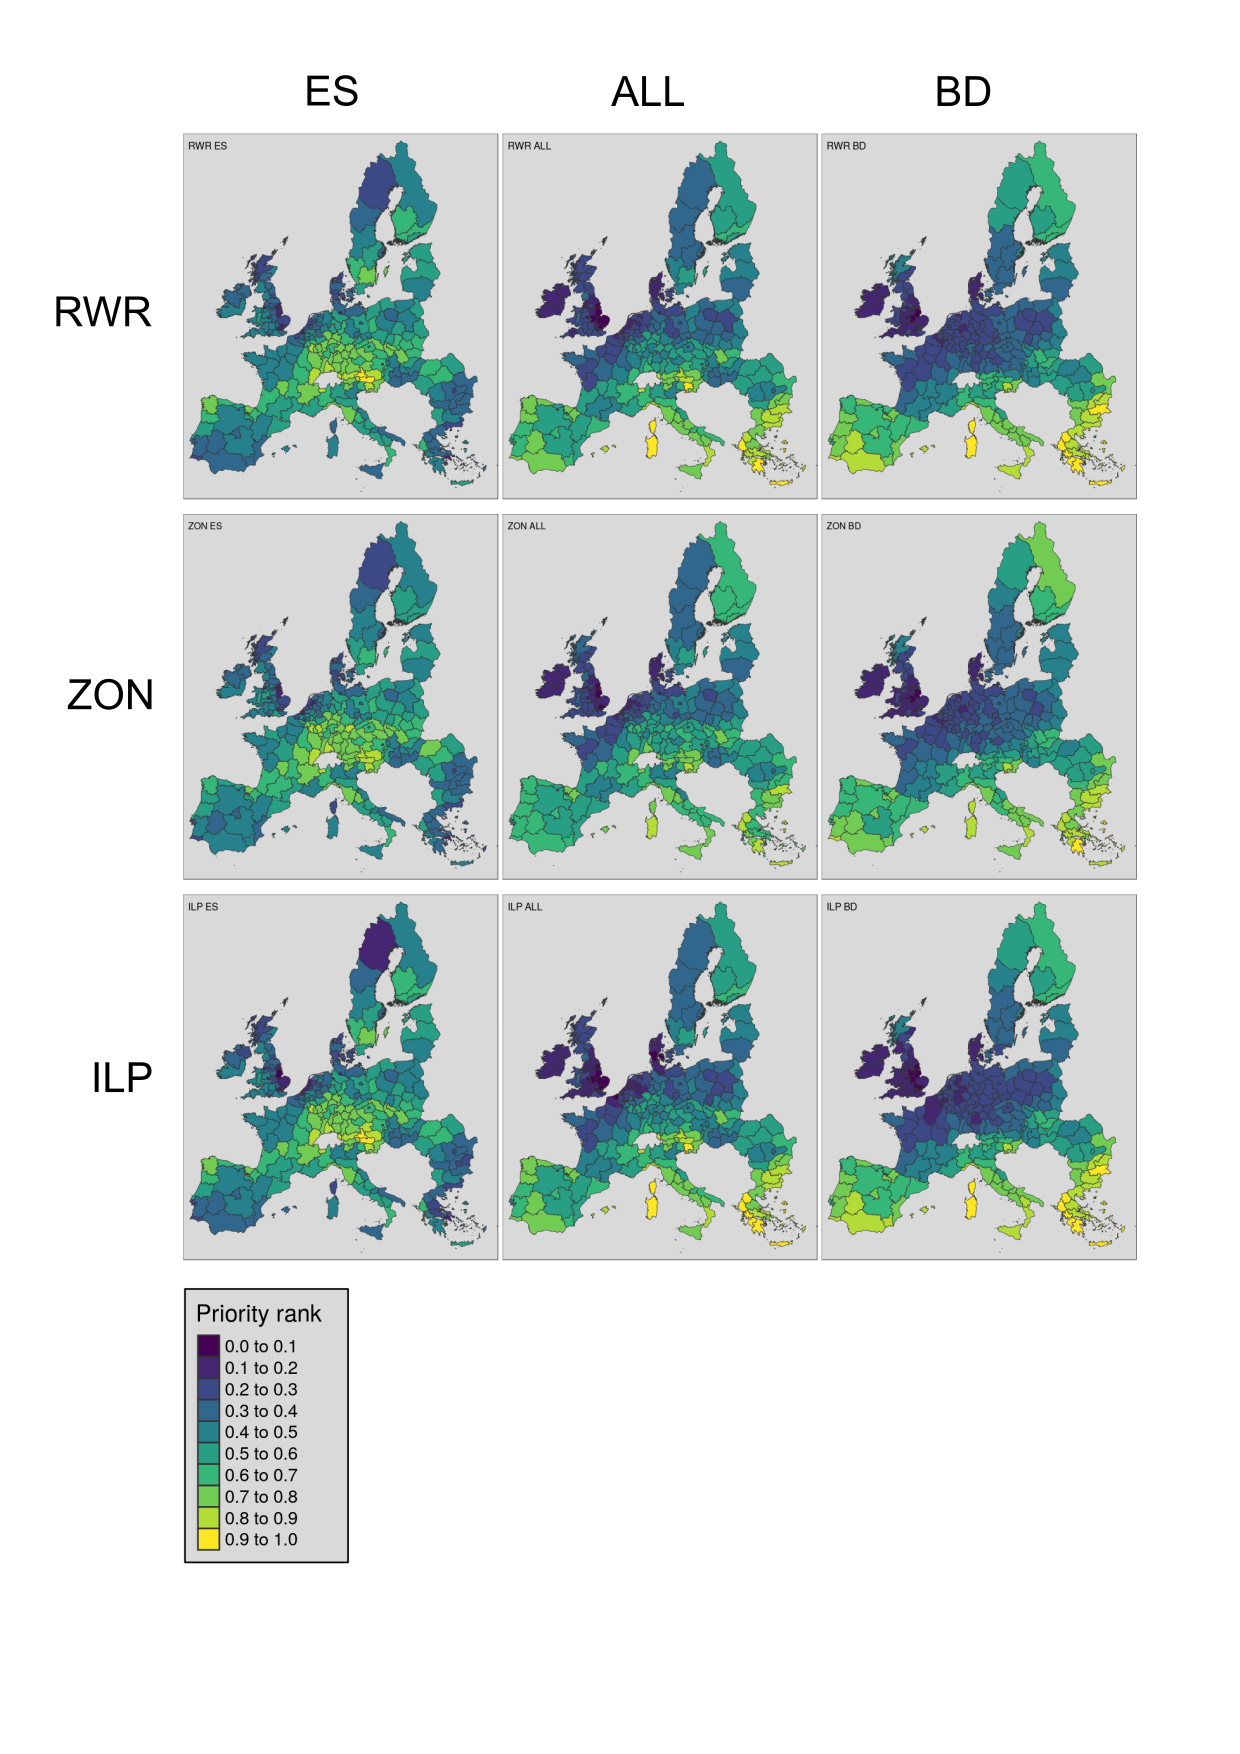 ES ALL BD
RWR
RWR ES
RWR ALL
RWR BD
ZON
ZON ES
ZON ALL
ZON BD
ILP
ILP ES
ILP ALL
ILP BD
Priority rank
0.0 to 0.1
0.1 to 0.2
0.2 to 0.3
0.3 to 0.4
0.4 to 0.5
0.5 to 0.6
0.6 to 0.7
0.7 to 0.8
0.8 to 0.9
0.9 to 1.0